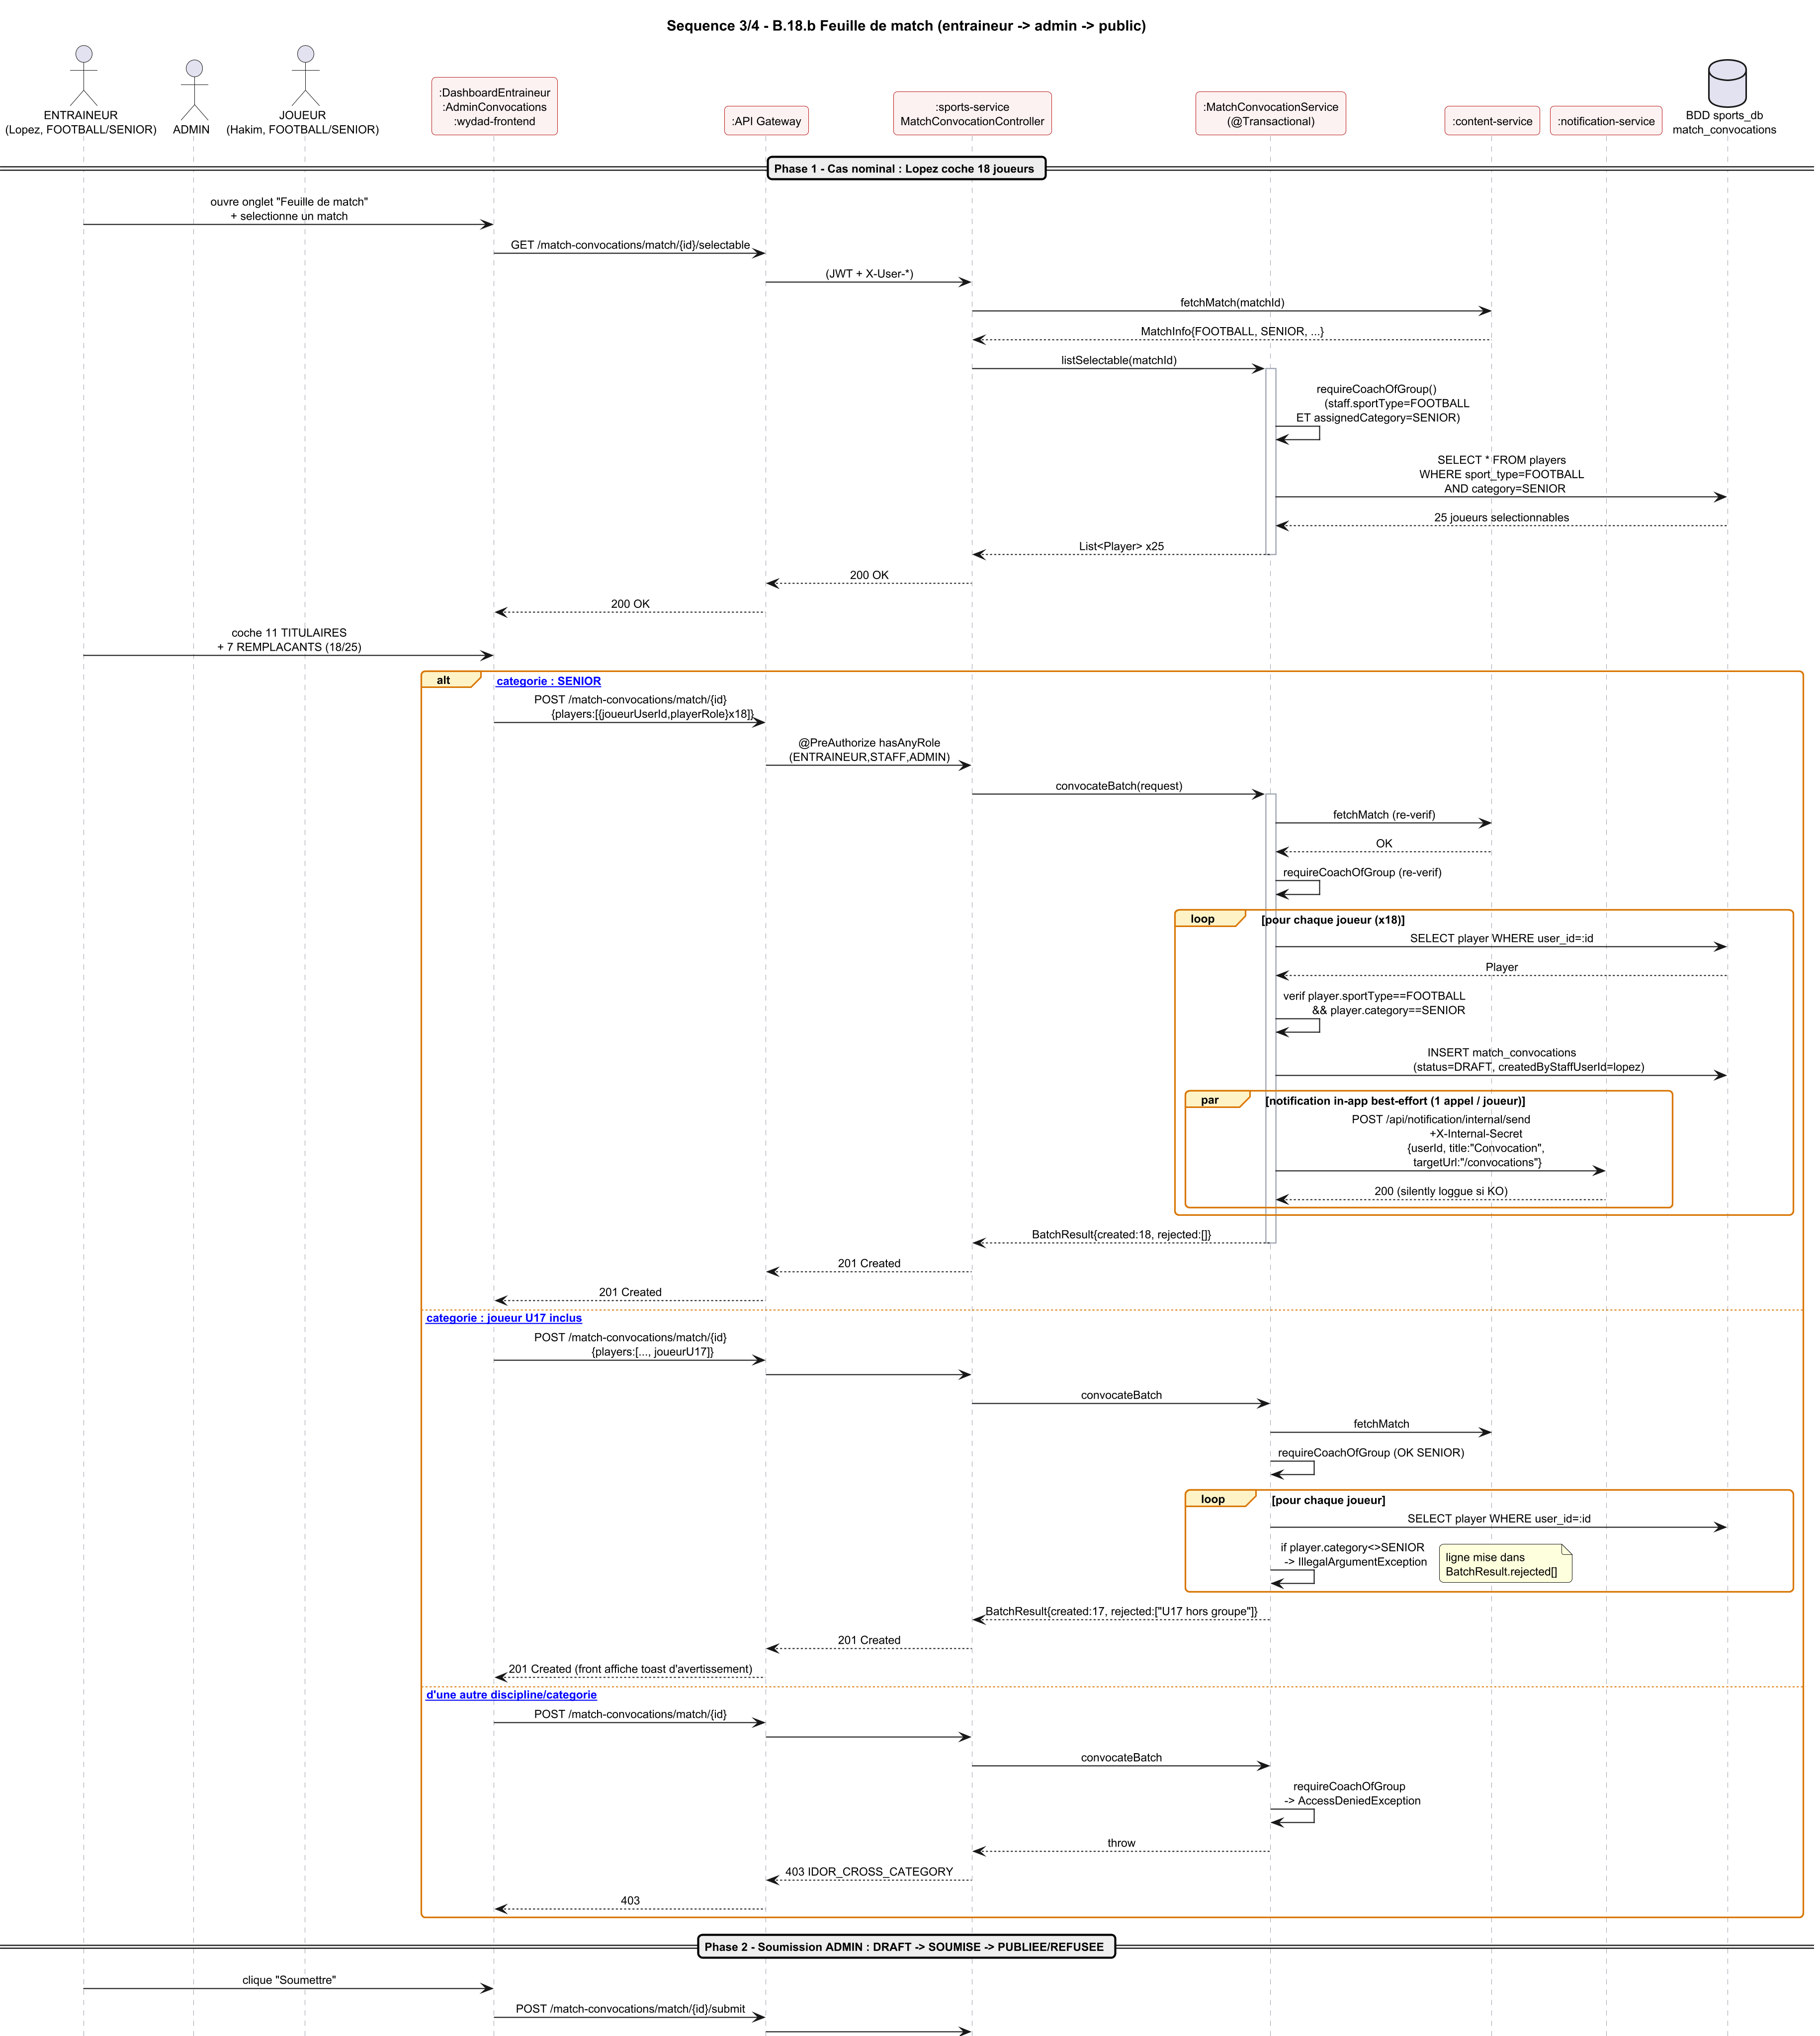 Sequence 3/4 - B.18.b Feuille de match (entraineur -> admin -> public)
ENTRAINEUR
(Lopez, FOOTBALL/SENIOR)
ADMIN
JOUEUR
(Hakim, FOOTBALL/SENIOR)
:DashboardEntraineur
:AdminConvocations
:wydad-frontend
:API Gateway
:sports-service
MatchConvocationController
:MatchConvocationService
(@Transactional)
:content-service
:notification-service
BDD sports_db
match_convocations
Phase 1 - Cas nominal : Lopez coche 18 joueurs
ouvre onglet "Feuille de match"
+ selectionne un match
GET /match-convocations/match/{id}/selectable
(JWT + X-User-*)
fetchMatch(matchId)
MatchInfo{FOOTBALL, SENIOR, ...}
listSelectable(matchId)
requireCoachOfGroup()
(staff.sportType=FOOTBALL
ET assignedCategory=SENIOR)
SELECT * FROM players
WHERE sport_type=FOOTBALL
AND category=SENIOR
25 joueurs selectionnables
List<Player> x25
200 OK
200 OK
coche 11 TITULAIRES
+ 7 REMPLACANTS (18/25)
alt
categorie : SENIOR
POST /match-convocations/match/{id}
{players:[{joueurUserId,playerRole}x18]}
@PreAuthorize hasAnyRole
(ENTRAINEUR,STAFF,ADMIN)
convocateBatch(request)
fetchMatch (re-verif)
OK
requireCoachOfGroup (re-verif)
loop
[pour chaque joueur (x18)]
SELECT player WHERE user_id=:id
Player
verif player.sportType==FOOTBALL
&& player.category==SENIOR
INSERT match_convocations
(status=DRAFT, createdByStaffUserId=lopez)
par
[notification in-app best-effort (1 appel / joueur)]
POST /api/notification/internal/send
+X-Internal-Secret
{userId, title:"Convocation",
targetUrl:"/convocations"}
200 (silently loggue si KO)
BatchResult{created:18, rejected:[]}
201 Created
201 Created
categorie : joueur U17 inclus
POST /match-convocations/match/{id}
{players:[..., joueurU17]}
convocateBatch
fetchMatch
requireCoachOfGroup (OK SENIOR)
loop
[pour chaque joueur]
SELECT player WHERE user_id=:id
if player.category<>SENIOR
-> IllegalArgumentException
ligne mise dans
BatchResult.rejected[]
BatchResult{created:17, rejected:["U17 hors groupe"]}
201 Created
201 Created (front affiche toast d'avertissement)
d'une autre discipline/categorie
POST /match-convocations/match/{id}
convocateBatch
requireCoachOfGroup
-> AccessDeniedException
throw
403 IDOR_CROSS_CATEGORY
403
Phase 2 - Soumission ADMIN : DRAFT -> SOUMISE -> PUBLIEE/REFUSEE
clique "Soumettre"
POST /match-convocations/match/{id}/submit